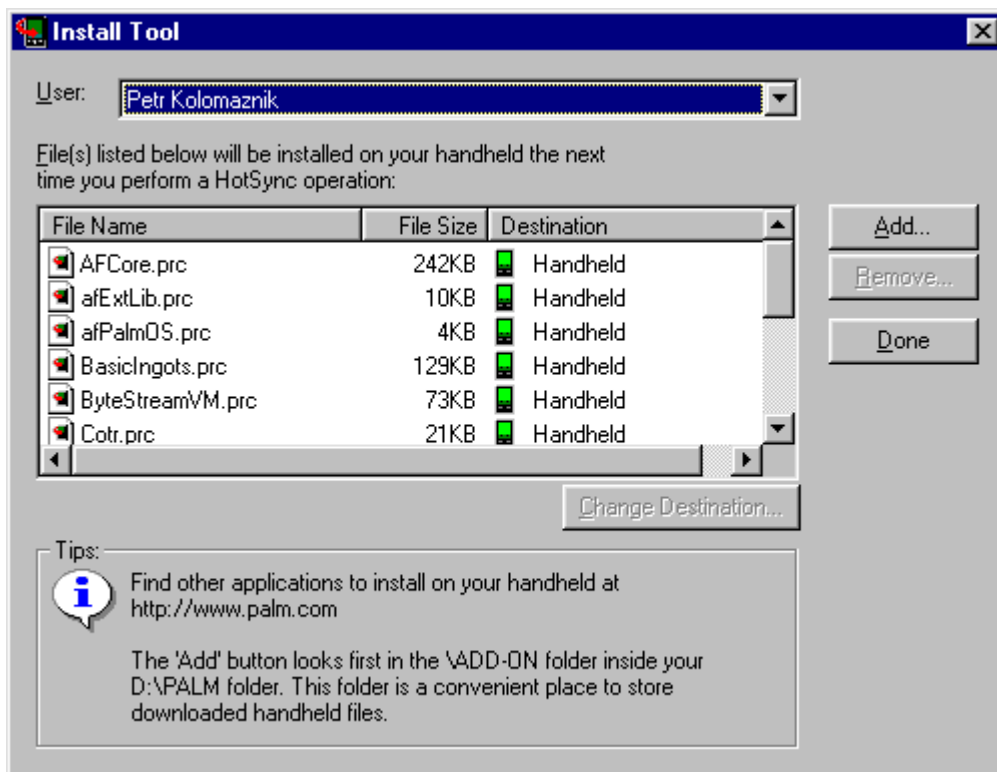 Install Tool
User: Petr Kolomaznik
File(s) listed below will be installed on your handheld the next
time you perform a HotSync operation:
File Name File Size Destination
AFCore.prc 242KB Handheld
afExtLib.prc 10KB Handheld
afPalmOS.prc 4KB Handheld
BasicIngots.prc 129KB Handheld
ByteStreamVM.prc 73KB Handheld
Cotr.prc 21KB Handheld
Add...
Remove...
Done
Change Destination...
Tips:
Find other applications to install on your handheld at
http://www.palm.com
The 'Add' button looks first in the \ADD-ON folder inside your
D:\PALM folder. This folder is a convenient place to store
downloaded handheld files.